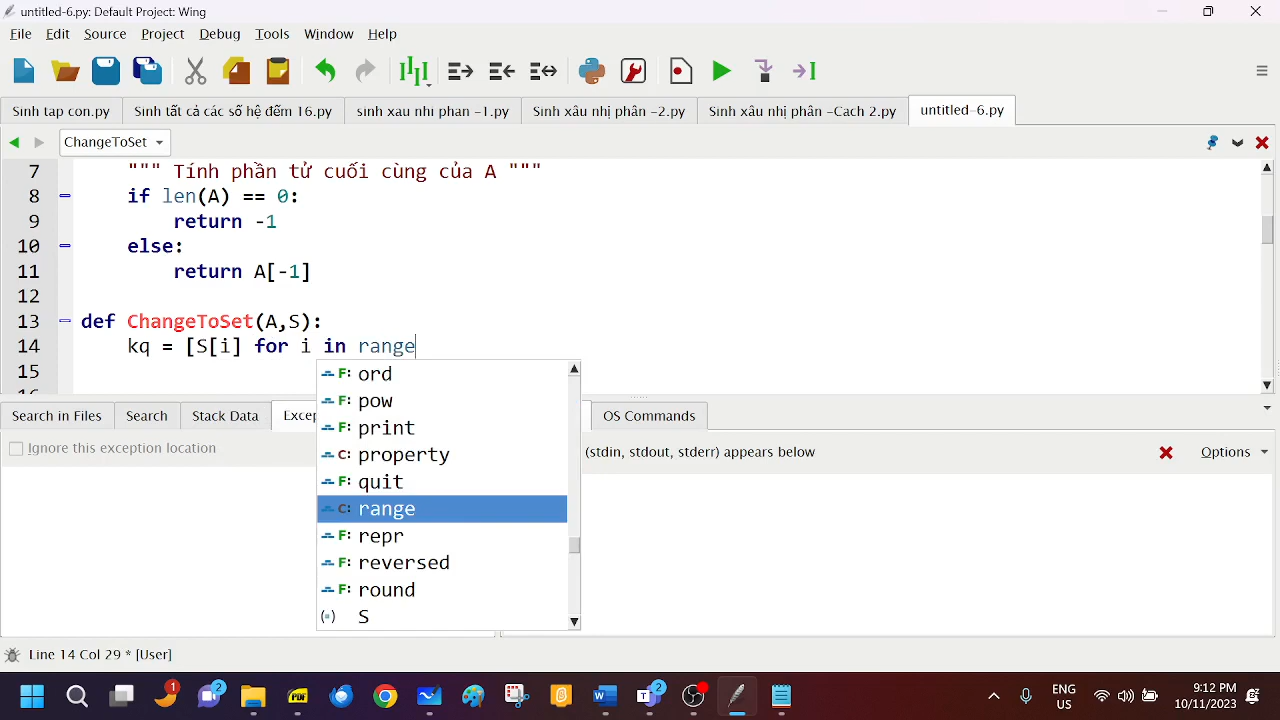 untitled-6.py: Default Project: Wing
File Edit Source Project Debug Tools Window Help
Sinh tap con.py Sinh tất cả các số hệ đếm 16.py sinh xau nhi phan -1.py Sinh xâu nhị phân -2.py Sinh xâu nhị phân -Cach 2.py untitled-6.py
ChangeToSet
7 """ Tính phần tử cuối cùng của A """
8 if len(A) == 0:
9 return -1
10 else:
11 return A[-1]
12
13 def ChangeToSet(A,S):
14 kq = [S[i] for i in range
15
F: ord
F: pow
F: print
C: property
F: quit
C: range
F: repr
F: reversed
F: round
(▪) S
Search in Files Search Stack Data Excep OS Commands
Ignore this exception location
(stdin, stdout, stderr) appears below
Options
Line 14 Col 29 * [User]
1
2
PDF
2
ENG
US
9:12 PM
10/11/2023